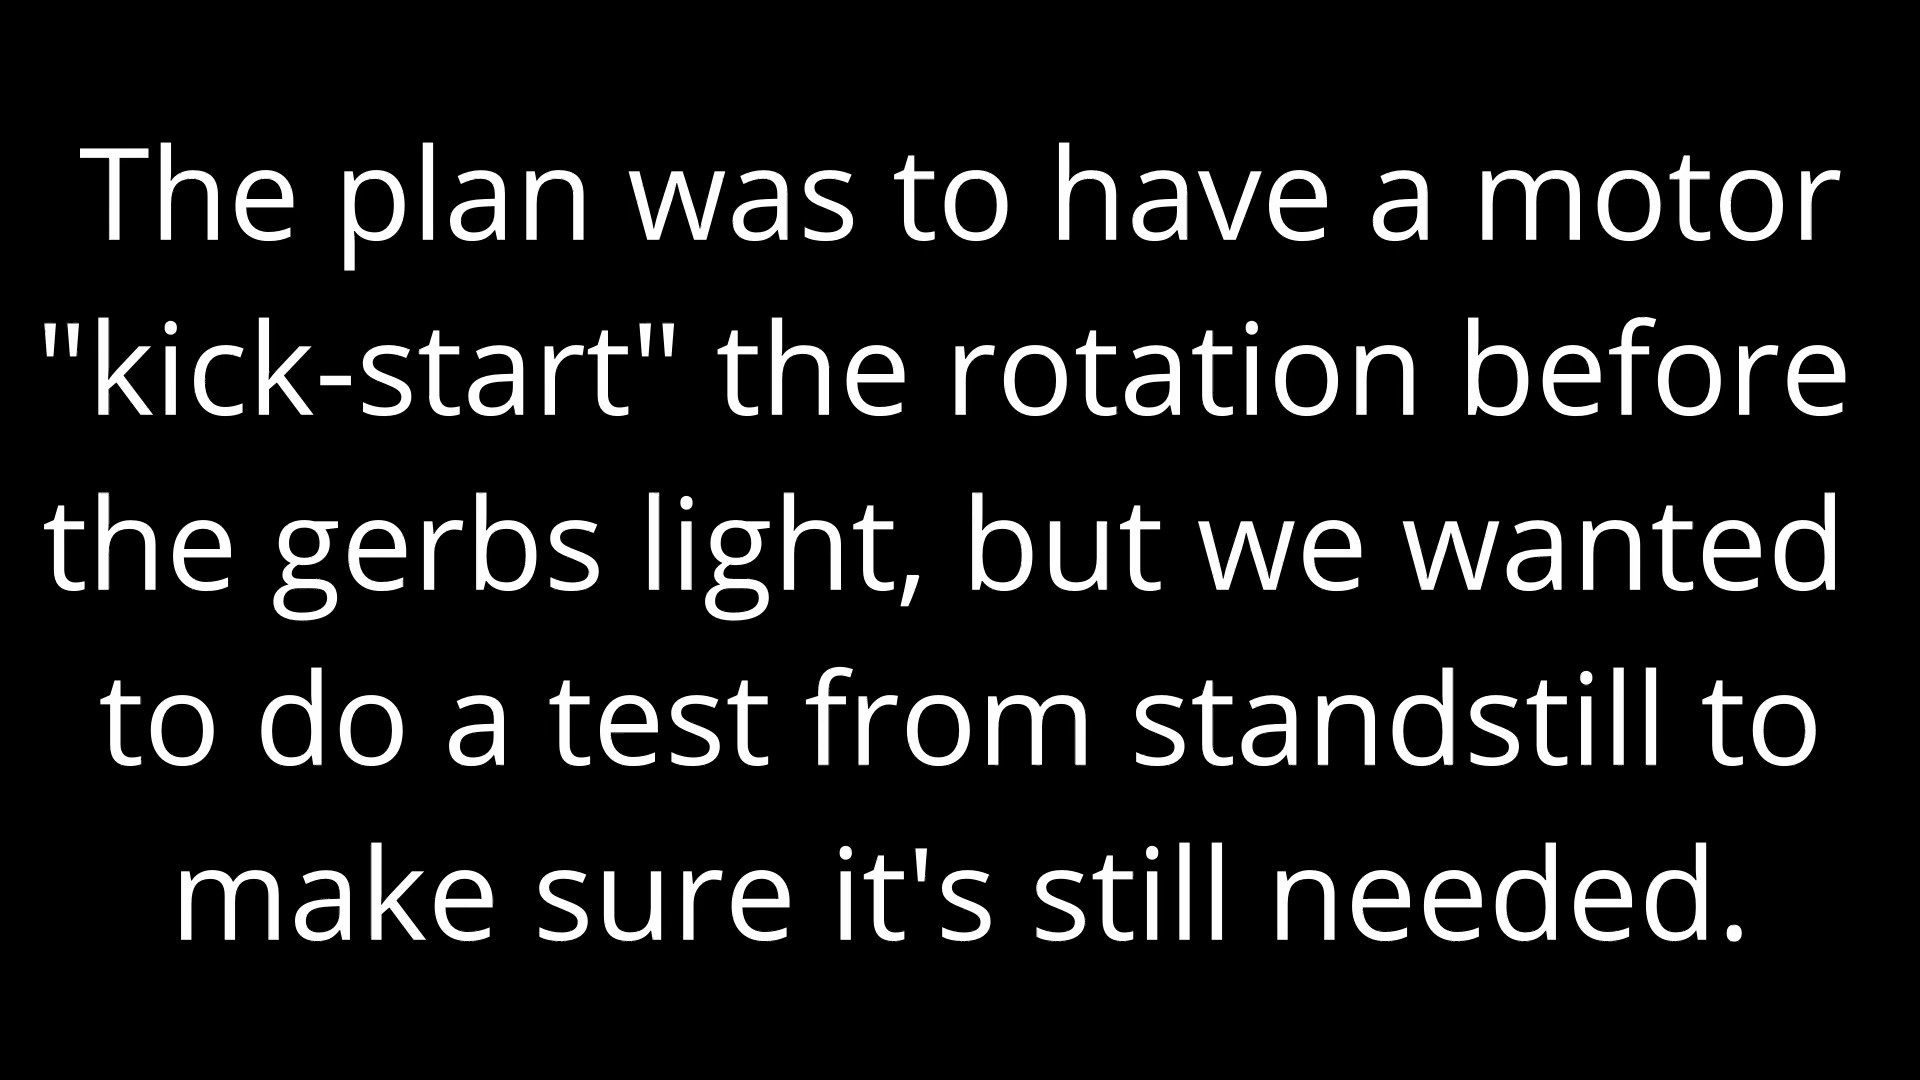 The plan was to have a motor
"kick-start" the rotation before
the gerbs light, but we wanted
to do a test from standstill to
make sure it's still needed.